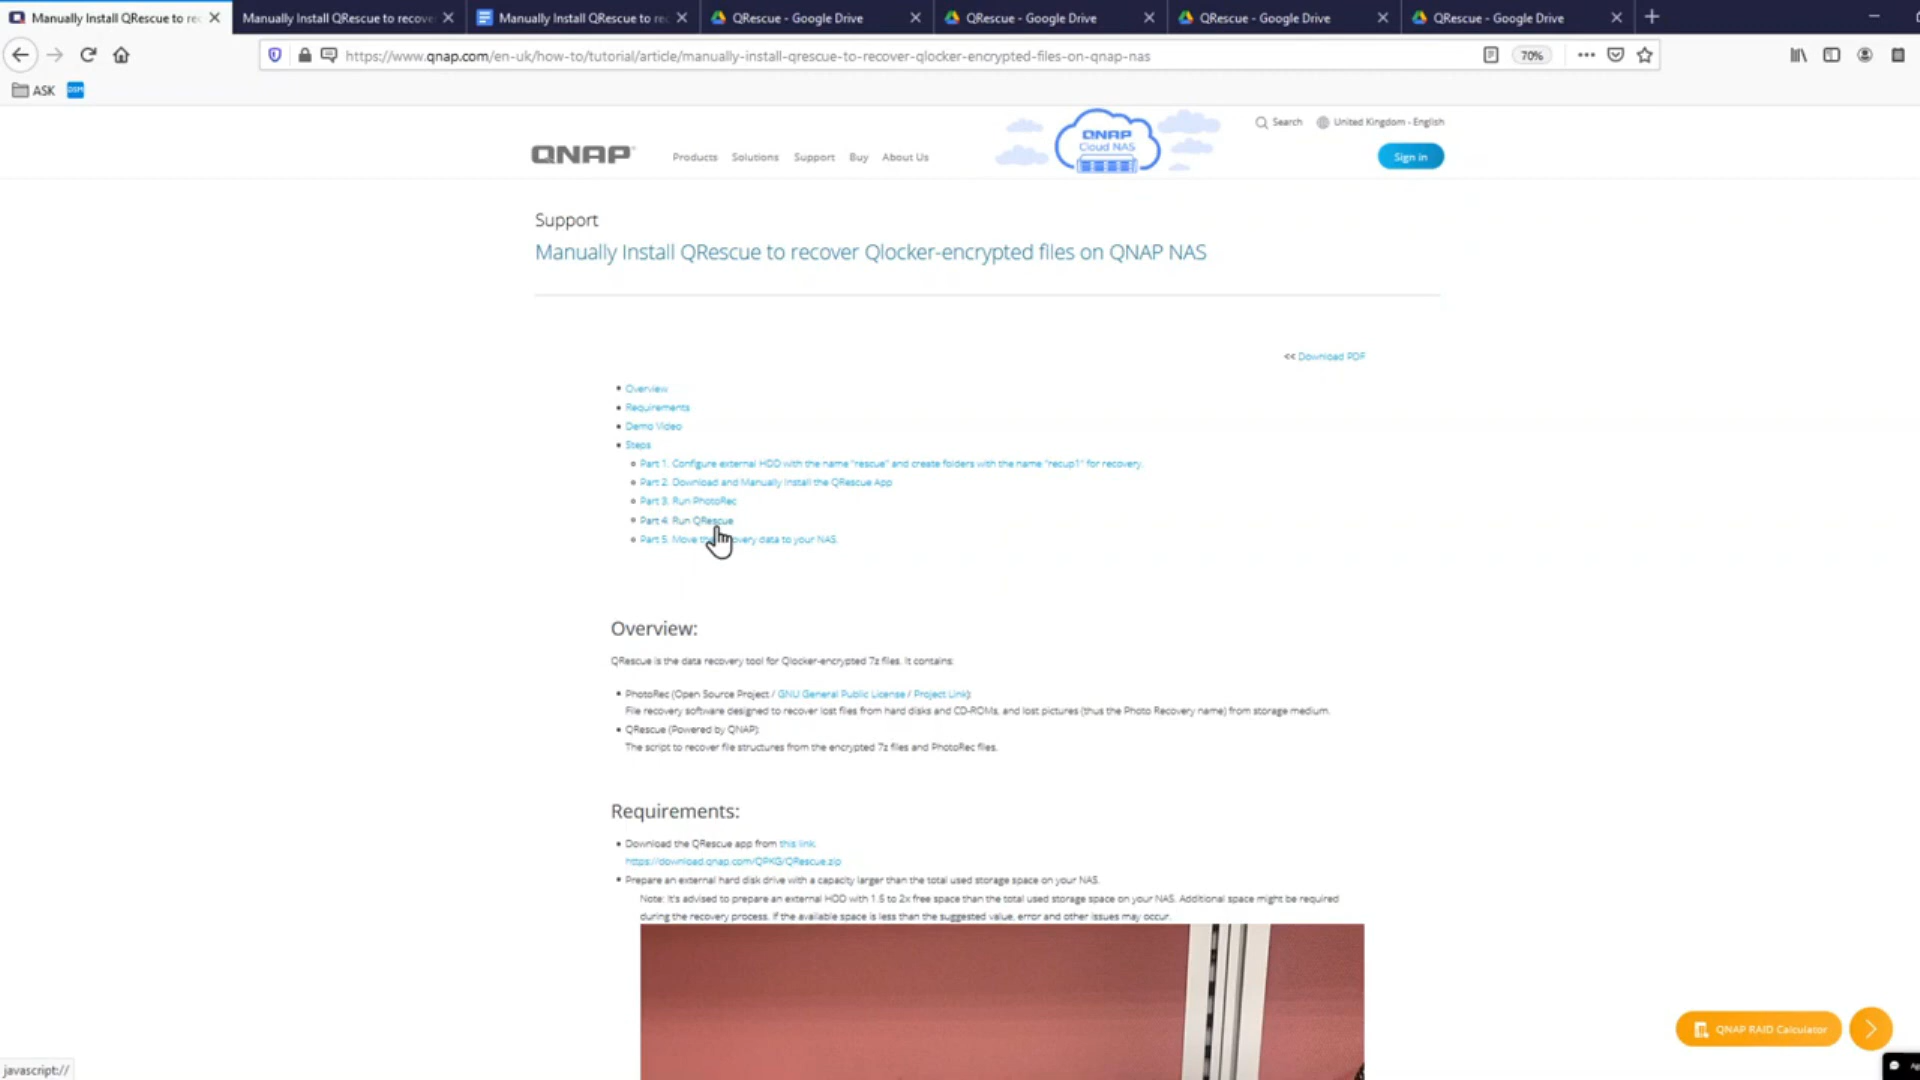 Manually Install QRescue to rec
Manually Install QRescue to recove
Manually Install QRescue to rec
QRescue - Google Drive
QRescue - Google Drive
QRescue - Google Drive
QRescue - Google Drive
https://www.qnap.com/en-uk/how-to/tutorial/article/manually-install-qrescue-to-recover-qlocker-encrypted-files-on-qnap-nas
70%
ASK
DSM
QNAP
Products
Solutions
Support
Buy
About Us
QNAP
Cloud NAS
Search
United Kingdom - English
Sign in
Support
Manually Install QRescue to recover Qlocker-encrypted files on QNAP NAS
<< Download PDF
• Overview
• Requirements
• Demo Video
• Steps
Part 1. Configure external HDD with the name "rescue" and create folders with the name "recup1" for recovery.
Part 2. Download and Manually Install the QRescue App
Part 3. Run PhotoRec
Part 4. Run QRescue
Part 5. Move the recovery data to your NAS.
Overview:
QRescue is the data recovery tool for Qlocker-encrypted 7z files. It contains:
• PhotoRec (Open Source Project / GNU General Public License / Project Link):
File recovery software designed to recover lost files from hard disks and CD-ROMs, and lost pictures (thus the Photo Recovery name) from storage medium.
• QRescue (Powered by QNAP):
The script to recover file structures from the encrypted 7z files and PhotoRec files.
Requirements:
• Download the QRescue app from this link.
https://download.qnap.com/QPKG/QRescue.zip
• Prepare an external hard disk drive with a capacity larger than the total used storage space on your NAS.
Note: It's advised to prepare an external HDD with 1.5 to 2x free space than the total used storage space on your NAS. Additional space might be required
during the recovery process. If the available space is less than the suggested value, error and other issues may occur.
QNAP RAID Calculator
javascript://